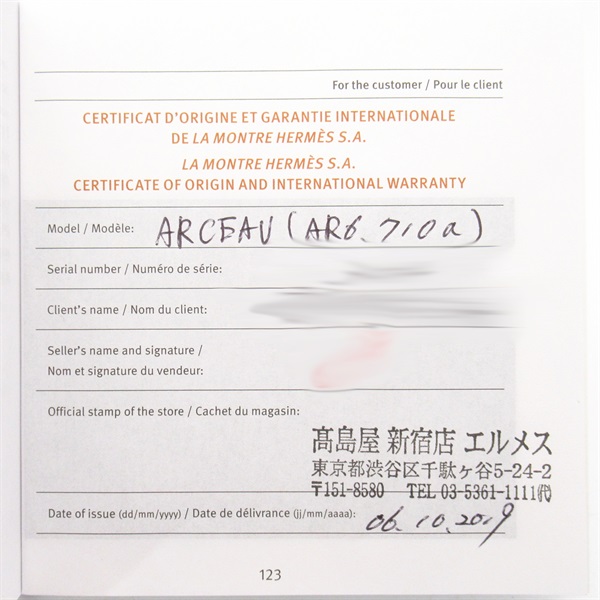 For the customer / Pour le client
CERTIFICAT D'ORIGINE ET GARANTIE INTERNATIONALE
DE LA MONTRE HERMÈS S.A.
LA MONTRE HERMÈS S.A.
CERTIFICATE OF ORIGIN AND INTERNATIONAL WARRANTY
Model / Modèle: ARCEAU (AR6.710a)
Serial number / Numéro de série:
Client's name / Nom du client:
Seller's name and signature /
Nom et signature du vendeur:
Official stamp of the store / Cachet du magasin:
髙島屋 新宿店 エルメス
東京都渋谷区千駄ヶ谷5-24-2
〒151-8580 TEL 03-5361-1111代
Date of issue (dd/mm/yyyy) / Date de délivrance (jj/mm/aaaa): 06.10.2019
123